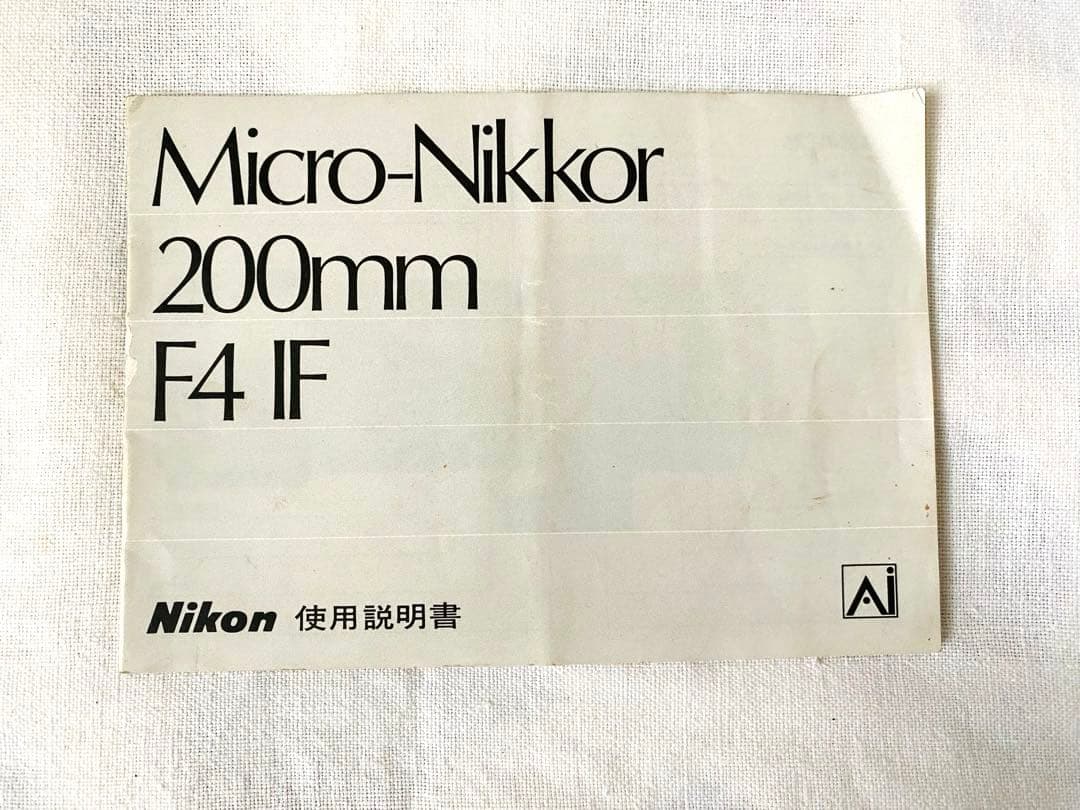 Micro-Nikkor
200mm
F4 IF
Nikon 使用説明書
Ai